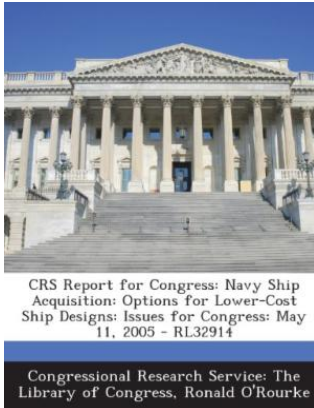 CRS Report for Congress: Navy Ship
Acquisition: Options for Lower-Cost
Ship Designs: Issues for Congress: May
11, 2005 - RL32914
Congressional Research Service: The
Library of Congress, Ronald O'Rourke